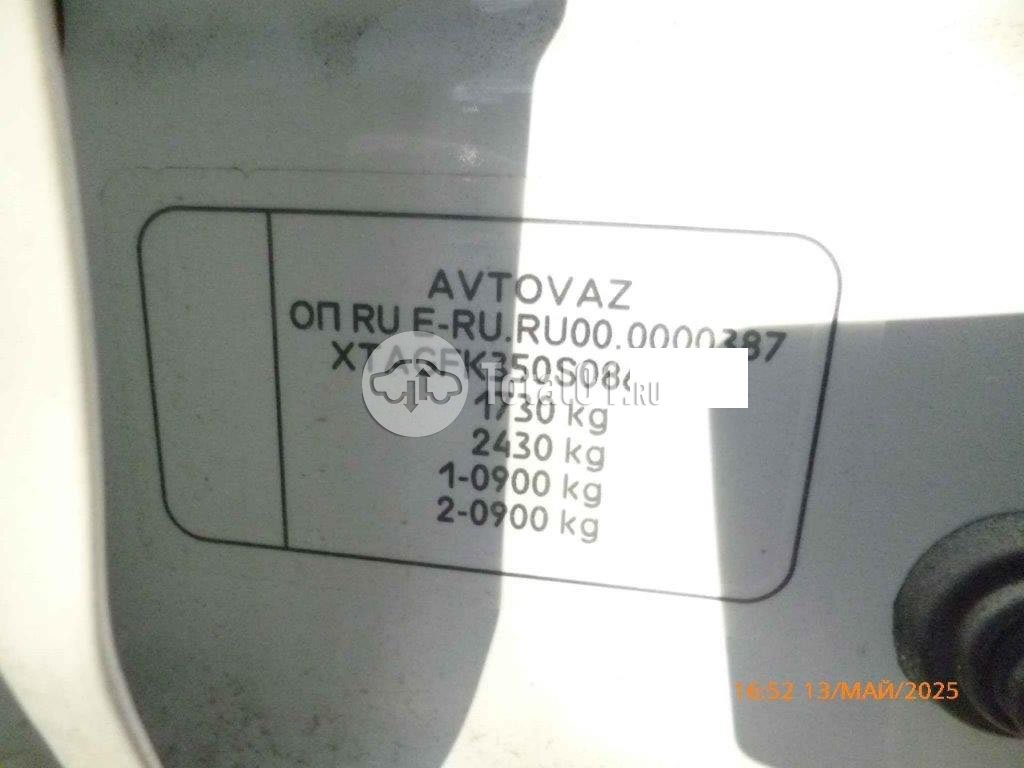 AVTOVAZ
ОП RU E-RU.RU00.0000387
1730 kg
2430 kg
1-0900 kg
2-0900 kg
16:52 13/МАЙ/2025